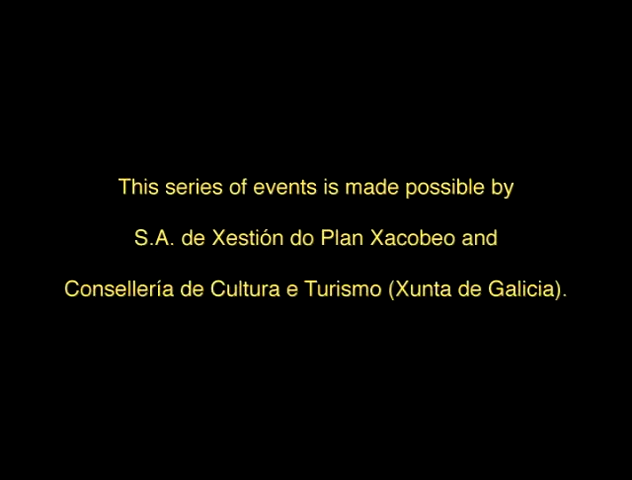 This series of events is made possible by
S.A. de Xestión do Plan Xacobeo and
Consellería de Cultura e Turismo (Xunta de Galicia).